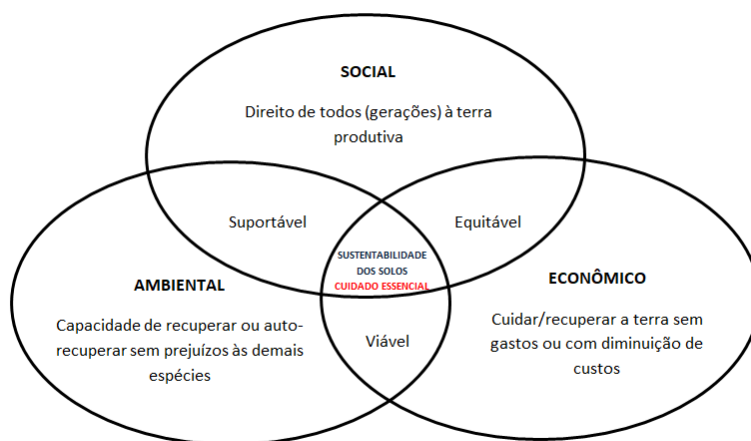 SOCIAL
Direito de todos (gerações) à terra
produtiva
Suportável
Equitável
SUSTENTABILIDADE
DOS SOLOS
CUIDADO ESSENCIAL
AMBIENTAL
Capacidade de recuperar ou auto-
recuperar sem prejuízos às demais
espécies
Viável
ECONÔMICO
Cuidar/recuperar a terra sem
gastos ou com diminuição de
custos